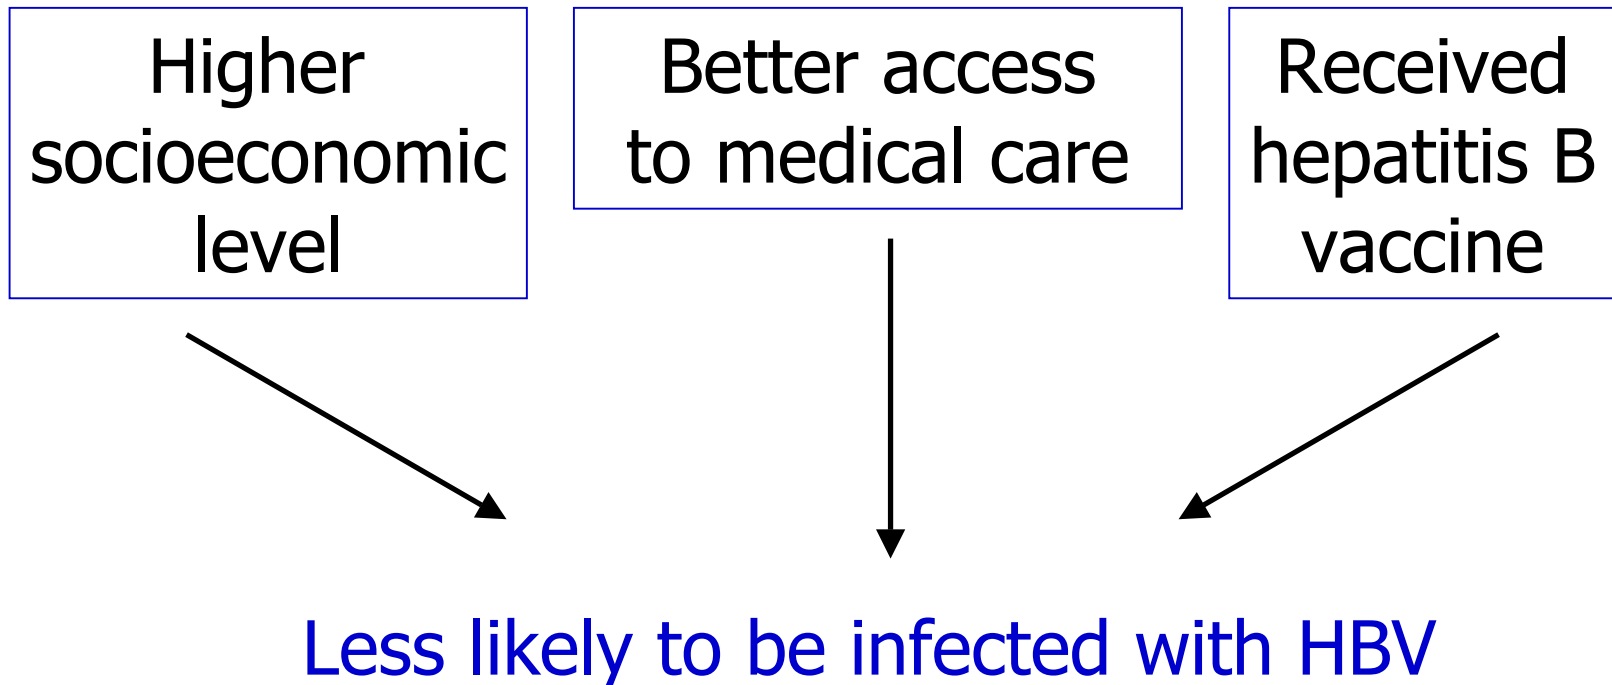 Higher
socioeconomic
level
Better access
to medical care
Received
hepatitis B
vaccine
Less likely to be infected with HBV